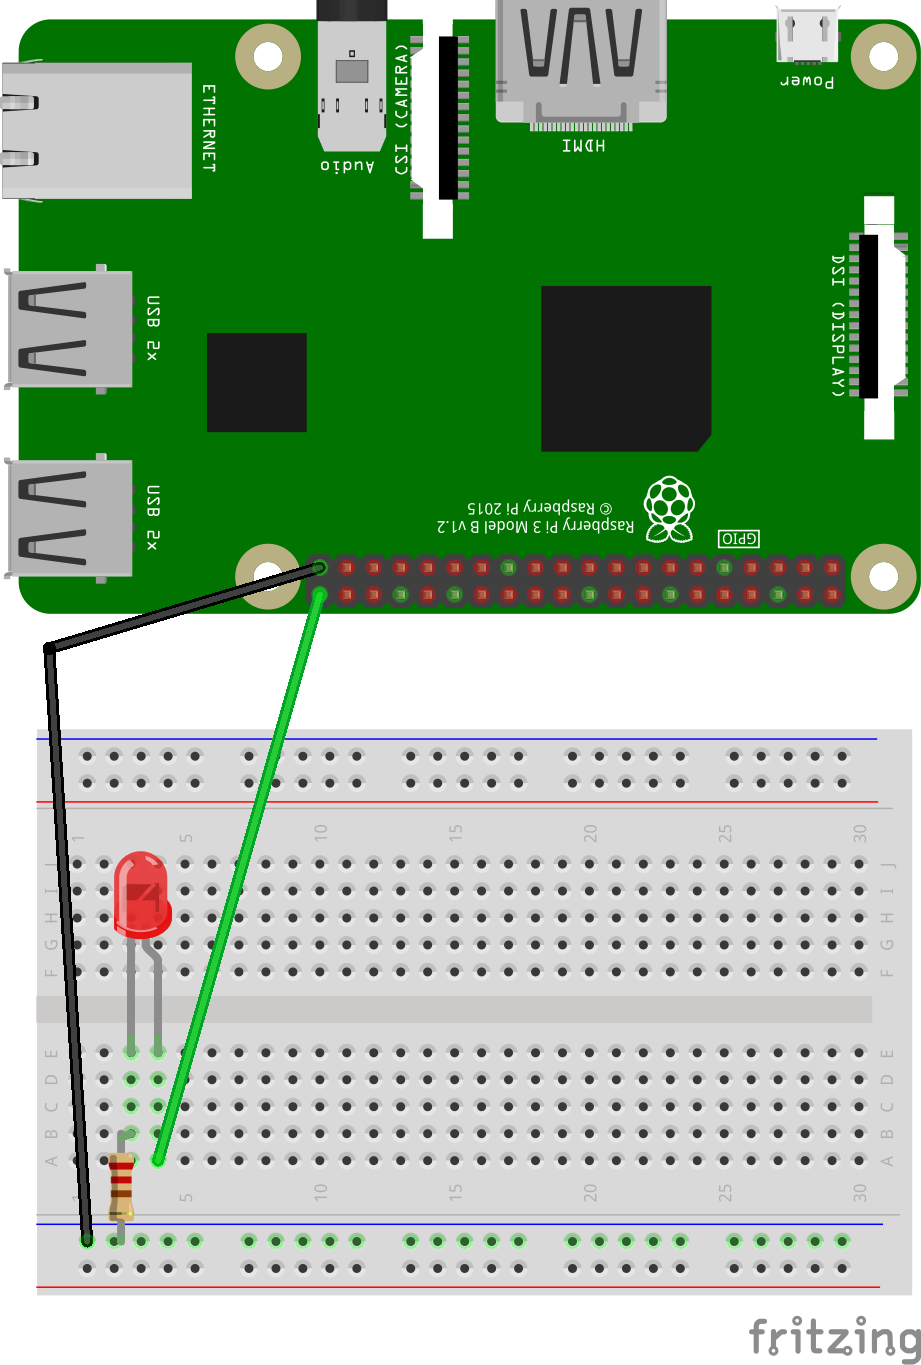 Power
ETHERNET
CSI (CAMERA)
Audio
HDMI
DSI (DISPLAY)
USB 2x
USB 2x
© Raspberry Pi 2015
Raspberry Pi 3 Model B v1.2
GPIO
1 5 10 15 20 25 30
J J
I I
H H
G G
F F
E E
D D
C C
B B
A A
1 5 10 15 20 25 30
fritzing